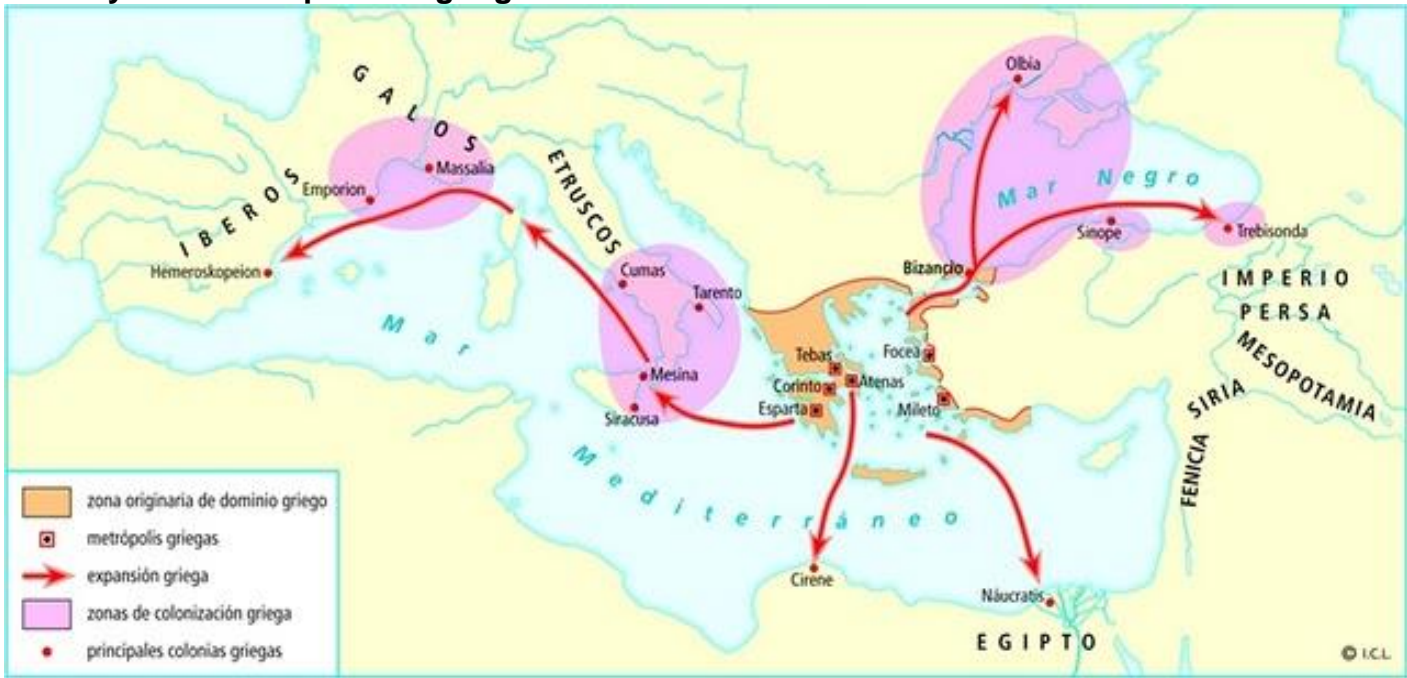 GALOS
Olbia
Massalia
Emporion
IBEROS
ETRUSCOS
Mar Negro
Sinope
Trebisonda
Hemeroskopeion
Cumas
Tarento
Bizancio
IMPERIO
PERSA
MESOPOTAMIA
Mar
Mediterráneo
Tebas
Focea
Mesina
Corinto
Atenas
Siracusa
Esparta
Mileto
SIRIA
FENICIA
Cirene
Náucratis
EGIPTO
zona originaria de dominio griego
metrópolis griegas
expansión griega
zonas de colonización griega
principales colonias griegas
© I.C.L.